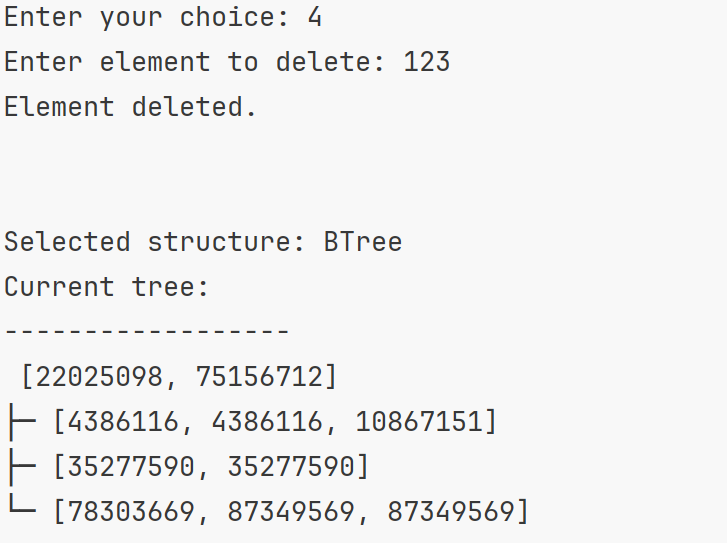 Enter your choice: 4
Enter element to delete: 123
Element deleted.
Selected structure: BTree
Current tree:
------------------
[22025098, 75156712]
├─ [4386116, 4386116, 10867151]
├─ [35277590, 35277590]
└─ [78303669, 87349569, 87349569]